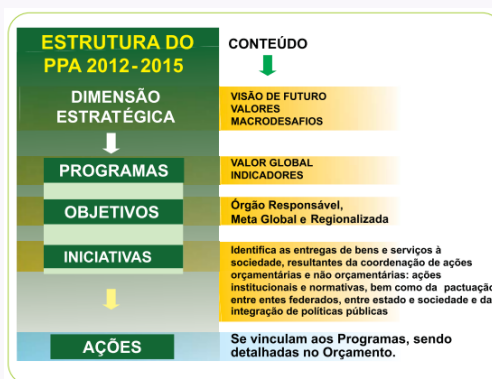 ESTRUTURA DO
PPA 2012-2015
CONTEÚDO
DIMENSÃO
ESTRATÉGICA
VISÃO DE FUTURO
VALORES
MACRODESAFIOS
PROGRAMAS
VALOR GLOBAL
INDICADORES
OBJETIVOS
Órgão Responsável,
Meta Global e Regionalizada
INICIATIVAS
Identifica as entregas de bens e serviços à
sociedade, resultantes da coordenação de ações
orçamentárias e não orçamentárias: ações
institucionais e normativas, bem como da pactuação
entre entes federados, entre estado e sociedade e da
integração de políticas públicas
AÇÕES
Se vinculam aos Programas, sendo
detalhadas no Orçamento.